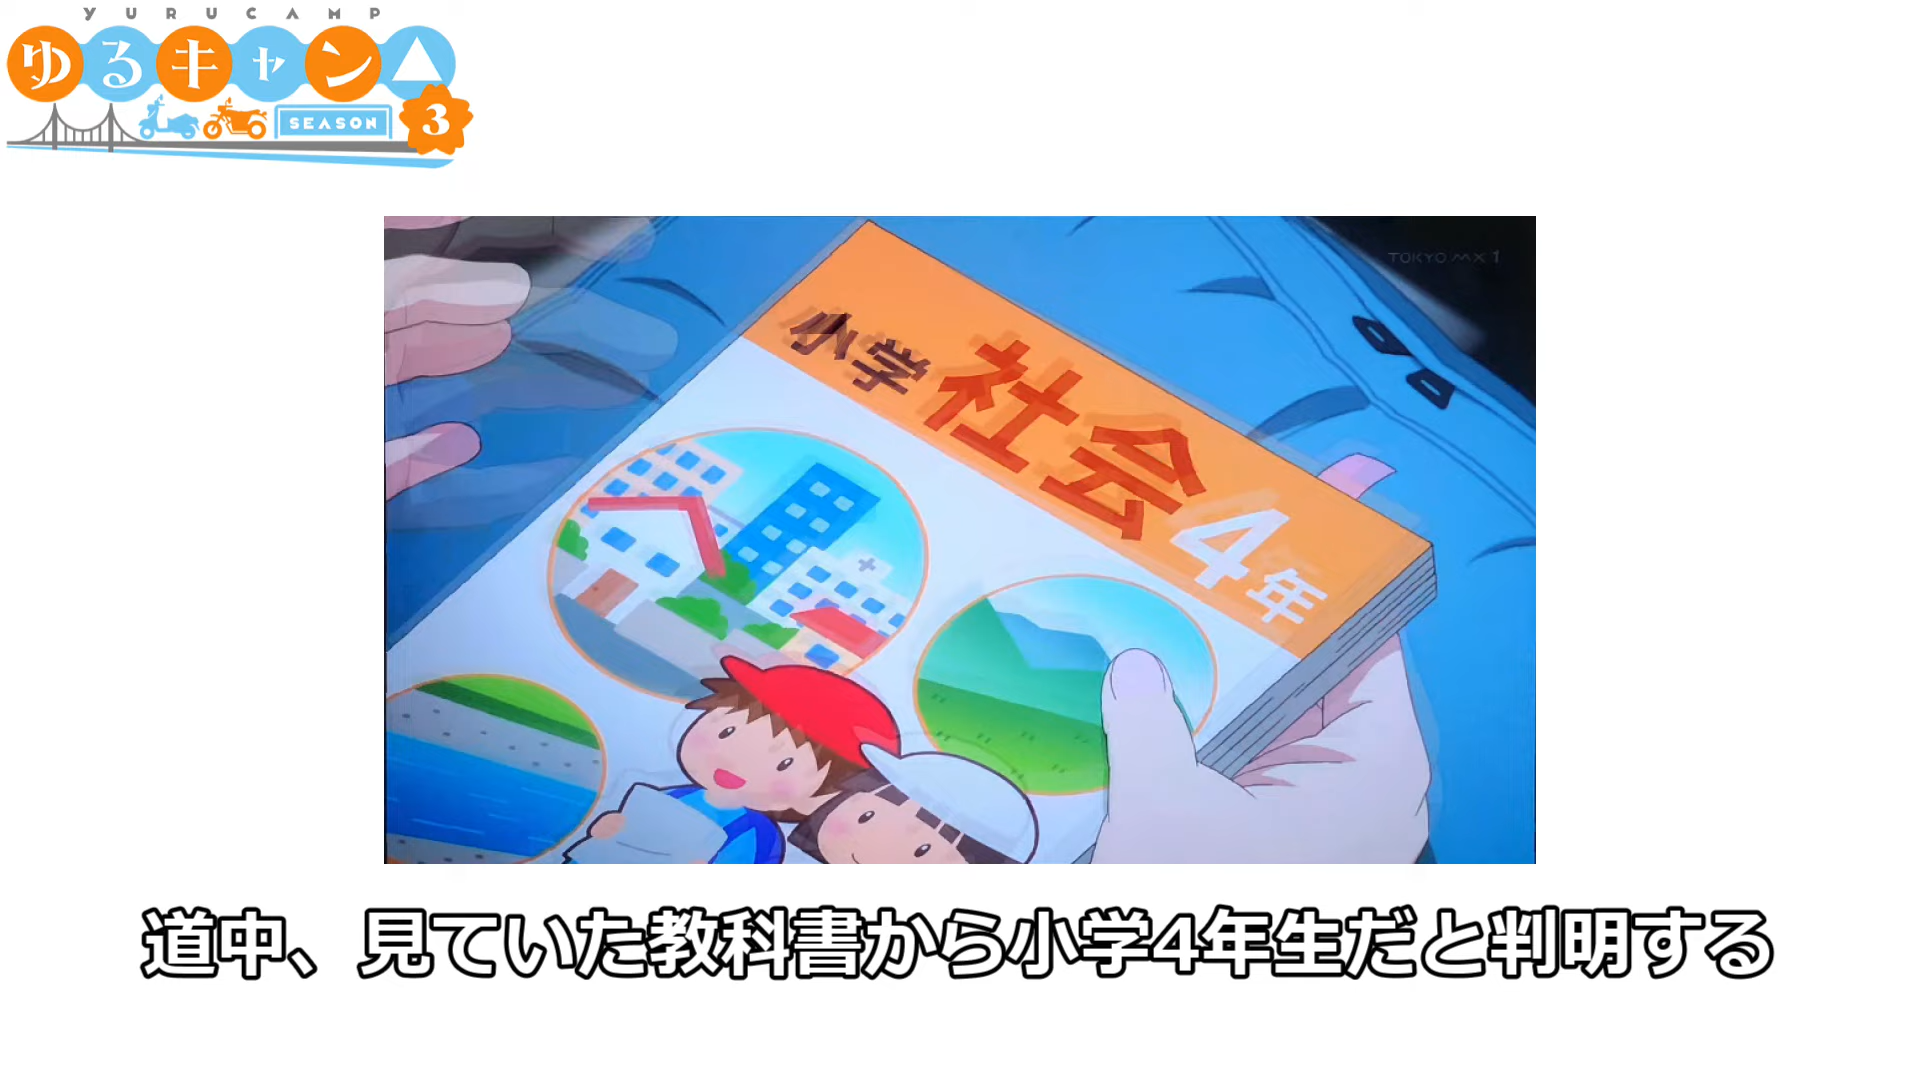 YURUCAMP
ゆるキャン△
SEASON 3
TOKYO MX 1
小学 社会 4年
道中、見ていた教科書から小学4年生だと判明する